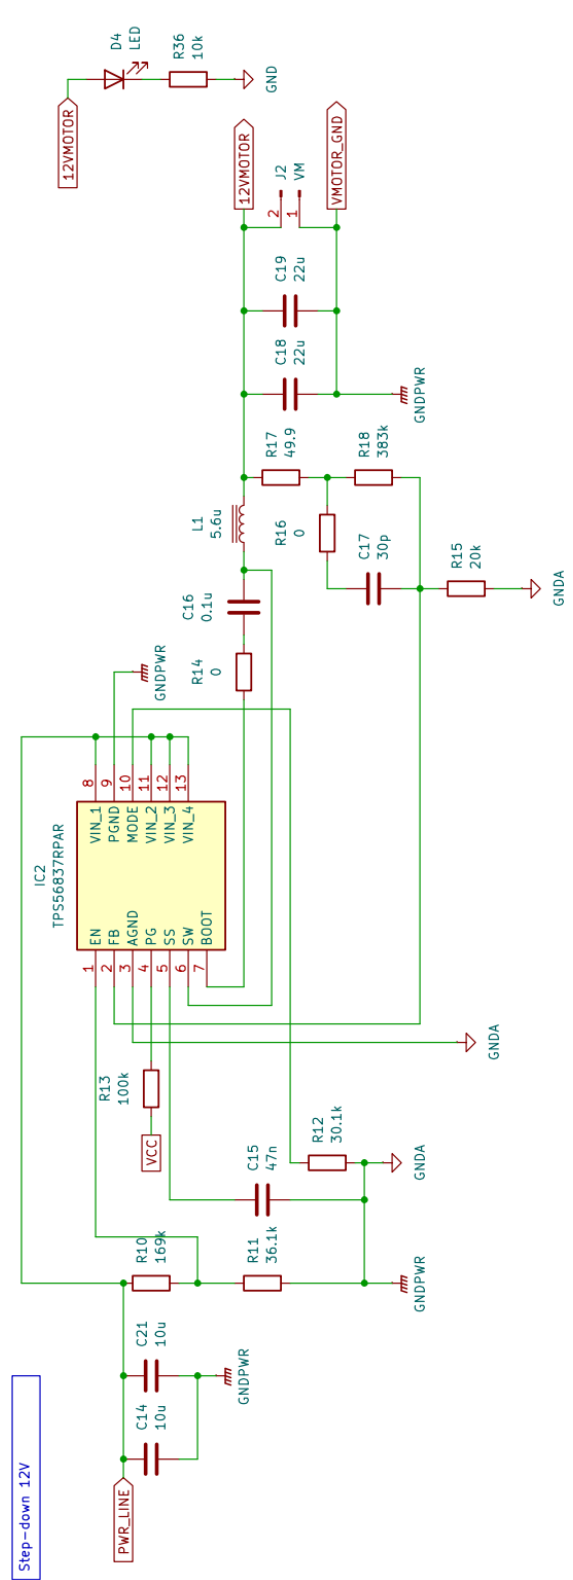 Step-down 12V
PWR_LINE
C14
10u
C21
10u
GNDPWR
R10
169k
R11
36.1k
GNDPWR
VCC
R13
100k
C15
47n
R12
30.1k
GNDA
GNDA
IC2
TPS56837RPAR
1
EN
2
FB
3
AGND
4
PG
5
SS
6
SW
7
BOOT
8
VIN_1
9
PGND
10
MODE
11
VIN_2
12
VIN_3
13
VIN_4
GNDPWR
R14
0
C16
0.1u
L1
5.6u
R17
49.9
R16
0
C17
30p
R18
383k
R15
20k
GNDA
C18
22u
C19
22u
GNDPWR
J2
VM
2
1
12VMOTOR
VMOTOR_GND
12VMOTOR
D4
LED
R36
10k
GND